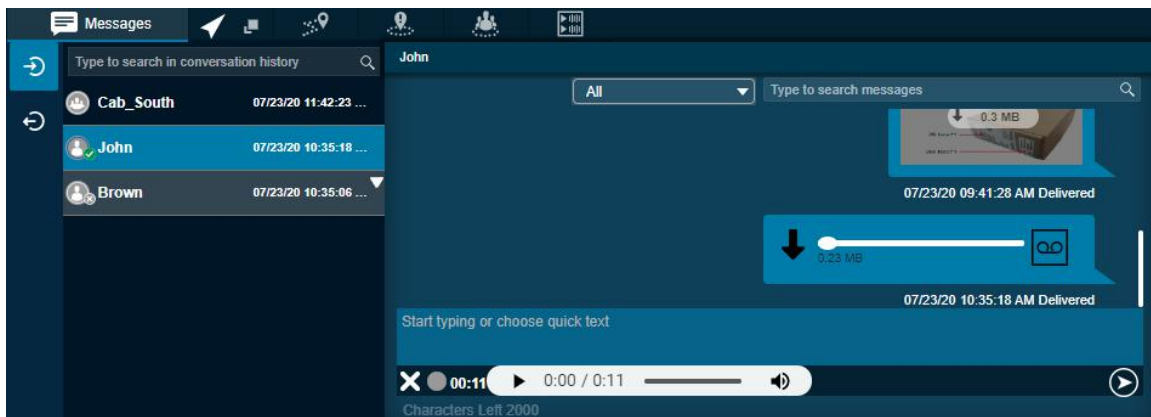 Messages
Type to search in conversation history
Cab_South 07/23/20 11:42:23 ...
John 07/23/20 10:35:18 ...
Brown 07/23/20 10:35:06 ...
John
All
Type to search messages
0.3 MB
07/23/20 09:41:28 AM Delivered
0.23 MB
07/23/20 10:35:18 AM Delivered
Start typing or choose quick text
00:11
0:00 / 0:11
Characters Left 2000